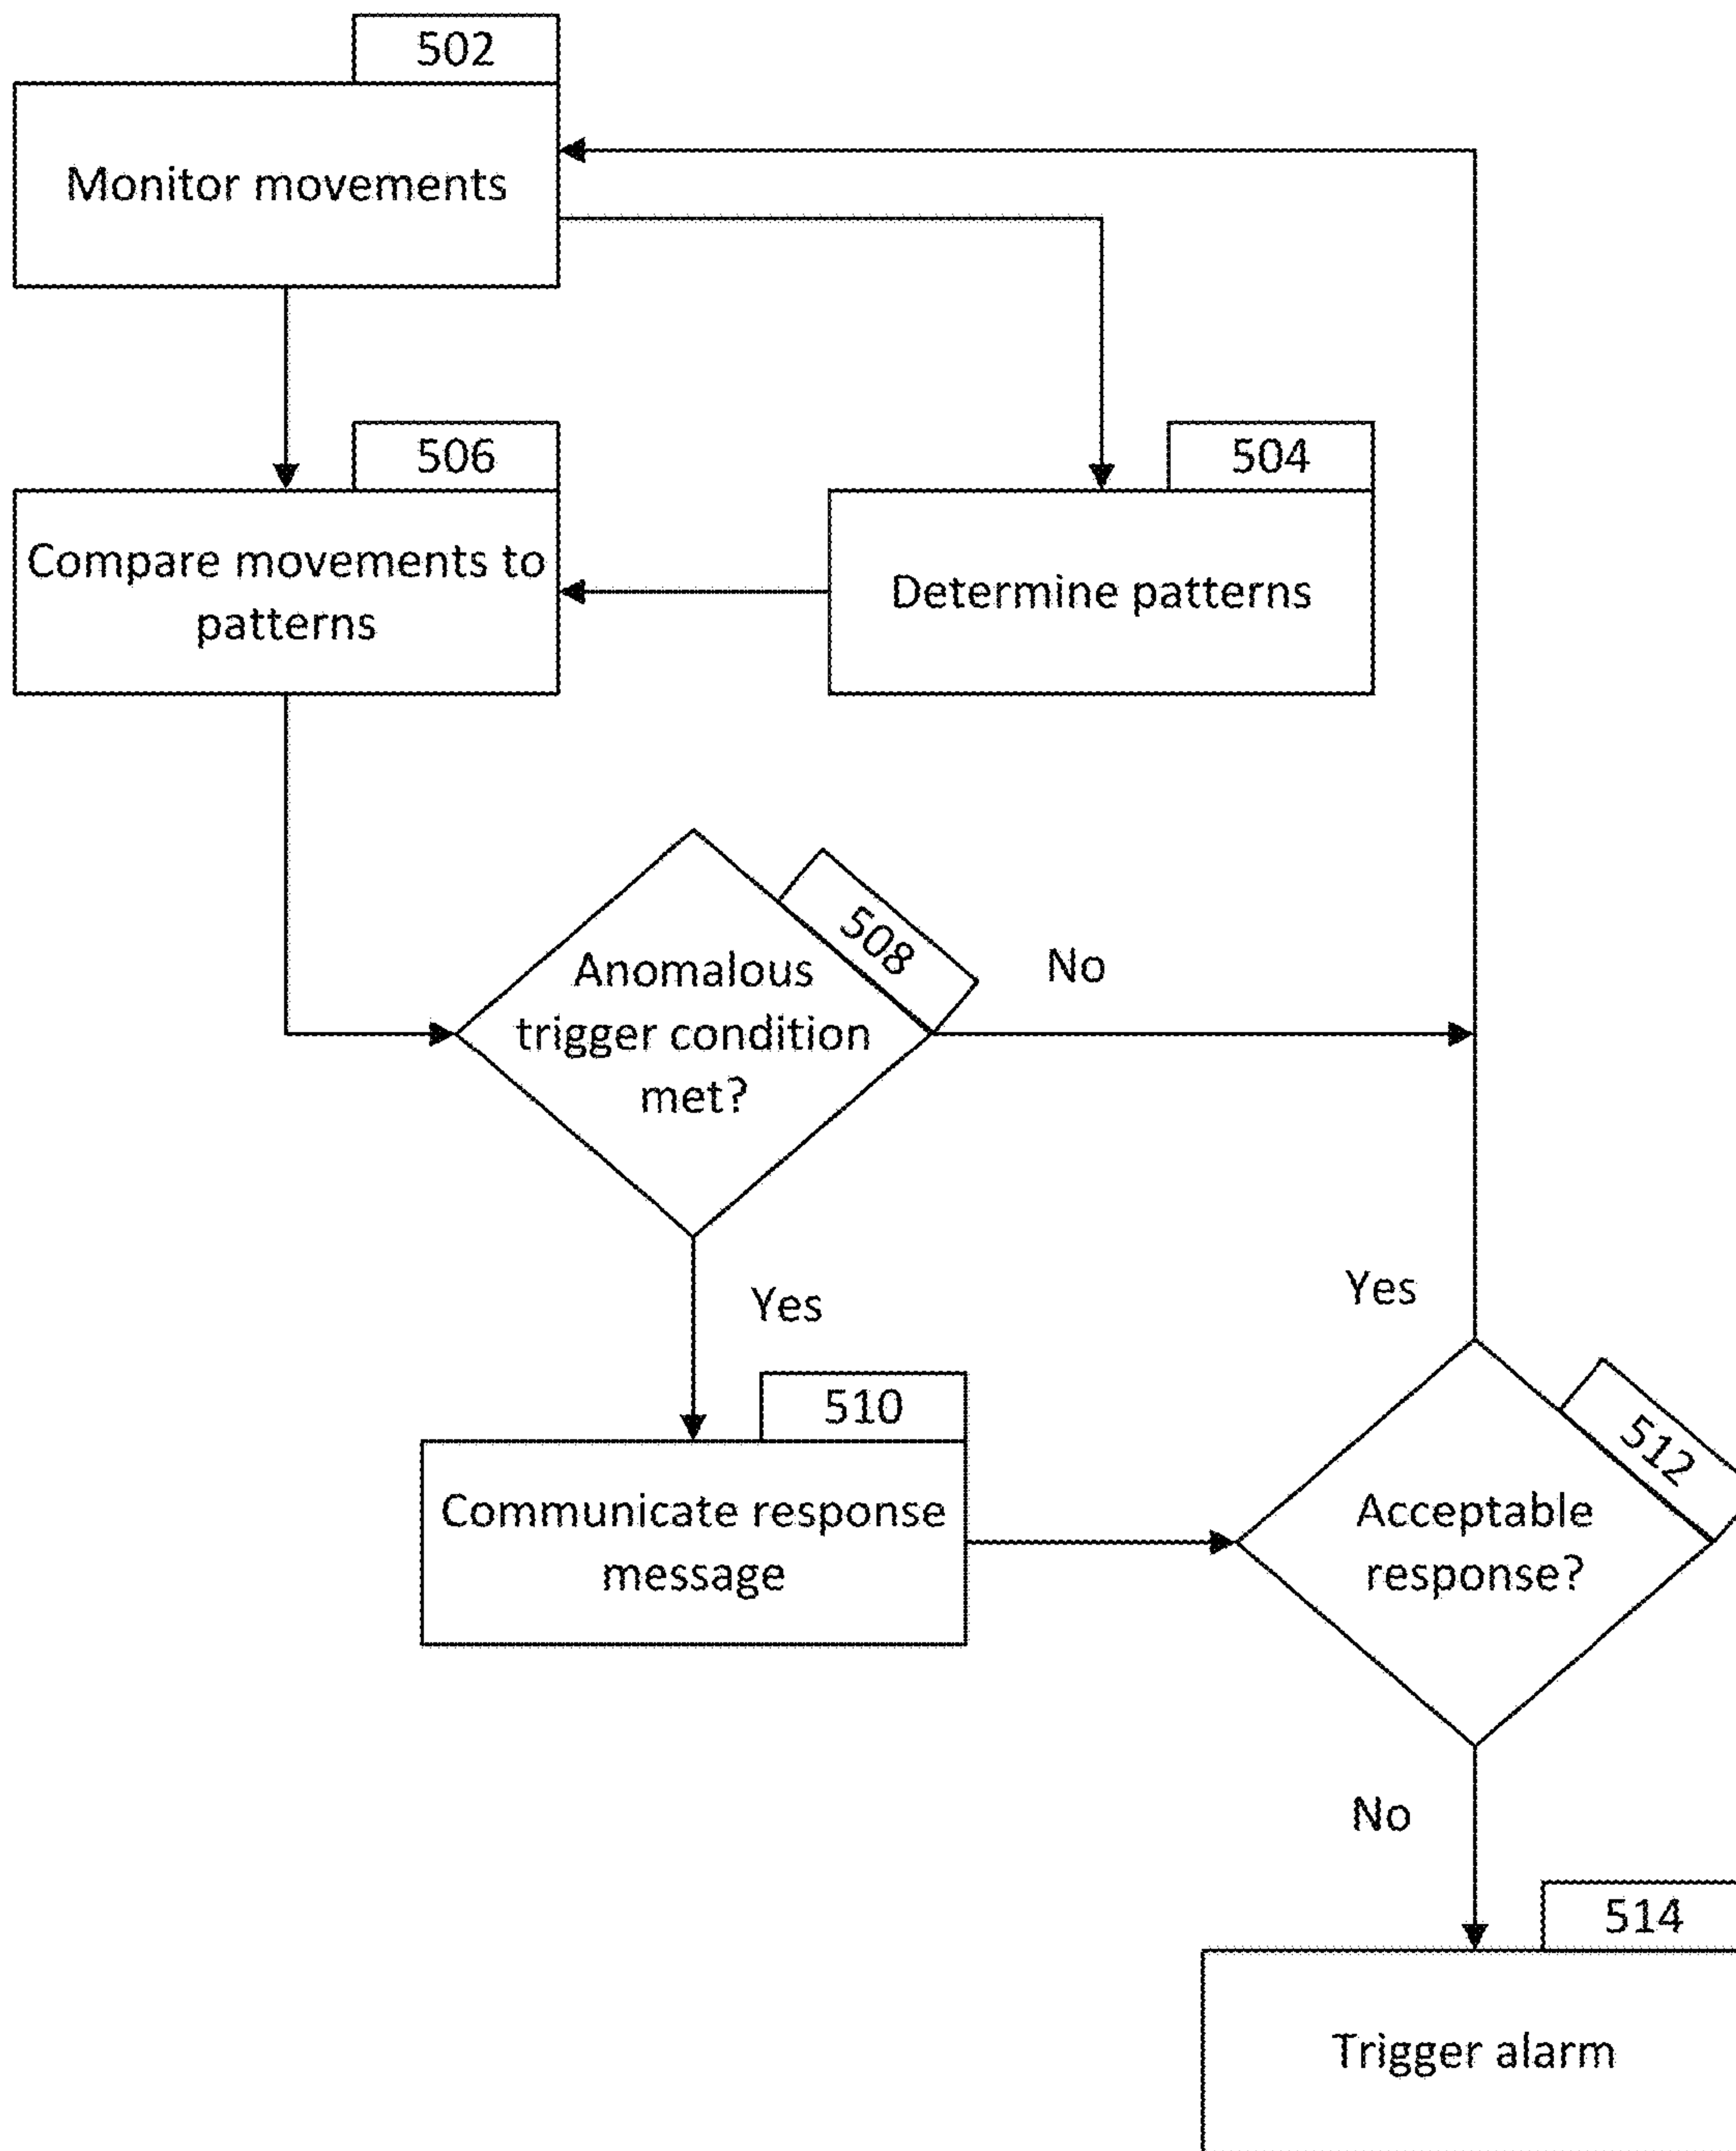 502
Monitor movements
506
Compare movements to
patterns
504
Determine patterns
508
Anomalous
trigger condition
met?
No
Yes
510
Communicate response
message
Yes
512
Acceptable
response?
No
514
Trigger alarm